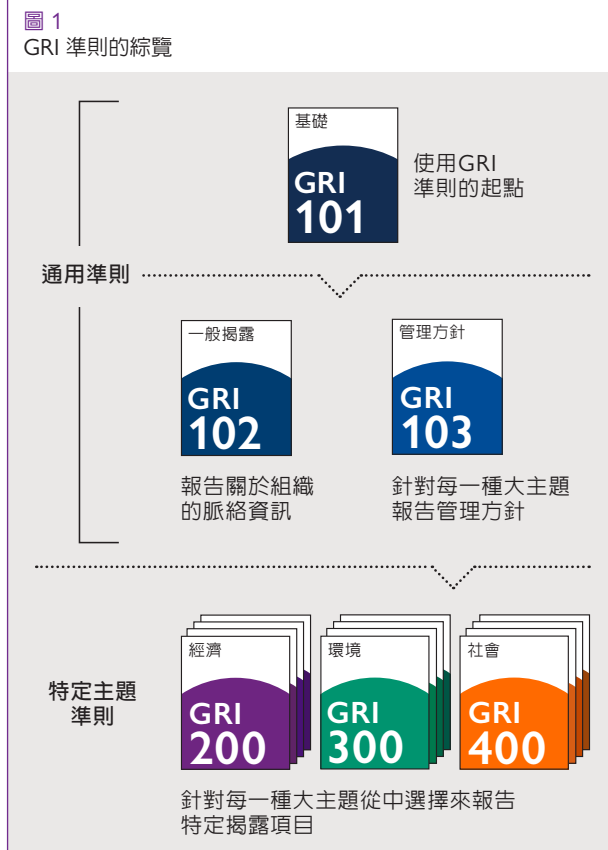 圖 1
GRI 準則的綜覽
基礎
GRI
101
使用GRI
準則的起點
通用準則
一般揭露
GRI
102
報告關於組織
的脈絡資訊
管理方針
GRI
103
針對每一種大主題
報告管理方針
特定主題
準則
經濟
GRI
200
環境
GRI
300
社會
GRI
400
針對每一種大主題從中選擇來報告
特定揭露項目